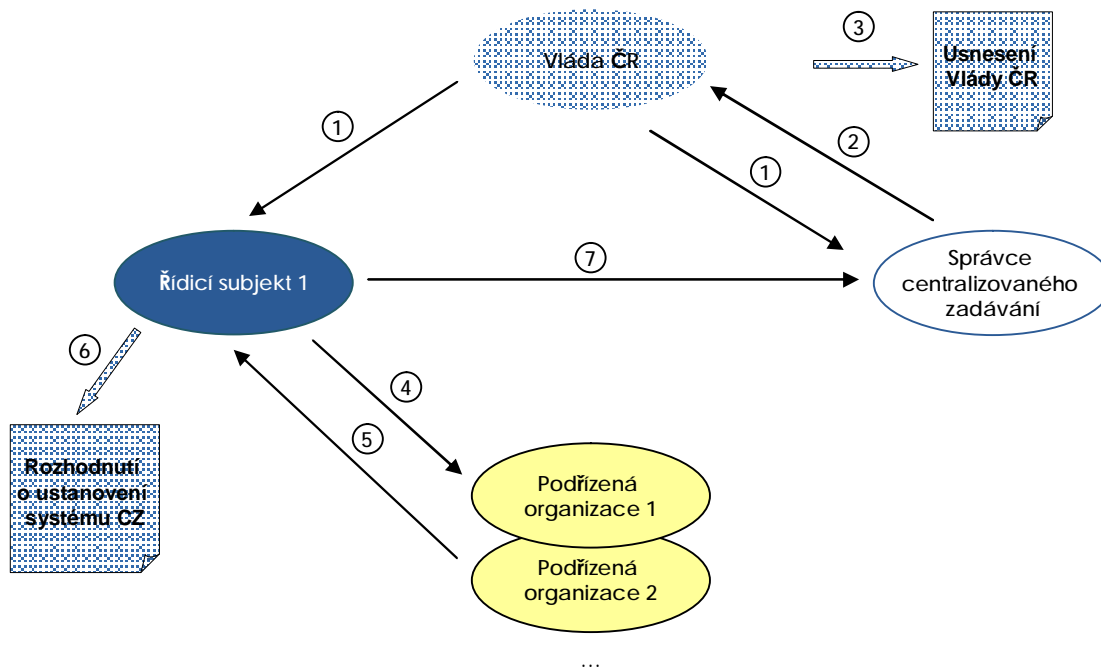 3
Vláda ČR
Usnesení
Vlády ČR
1
2
1
Řídicí subjekt 1
7
Správce
centralizovaného
zadávání
6
4
5
Rozhodnutí
o ustanovení
systému CZ
Podřízená
organizace 1
Podřízená
organizace 2
...